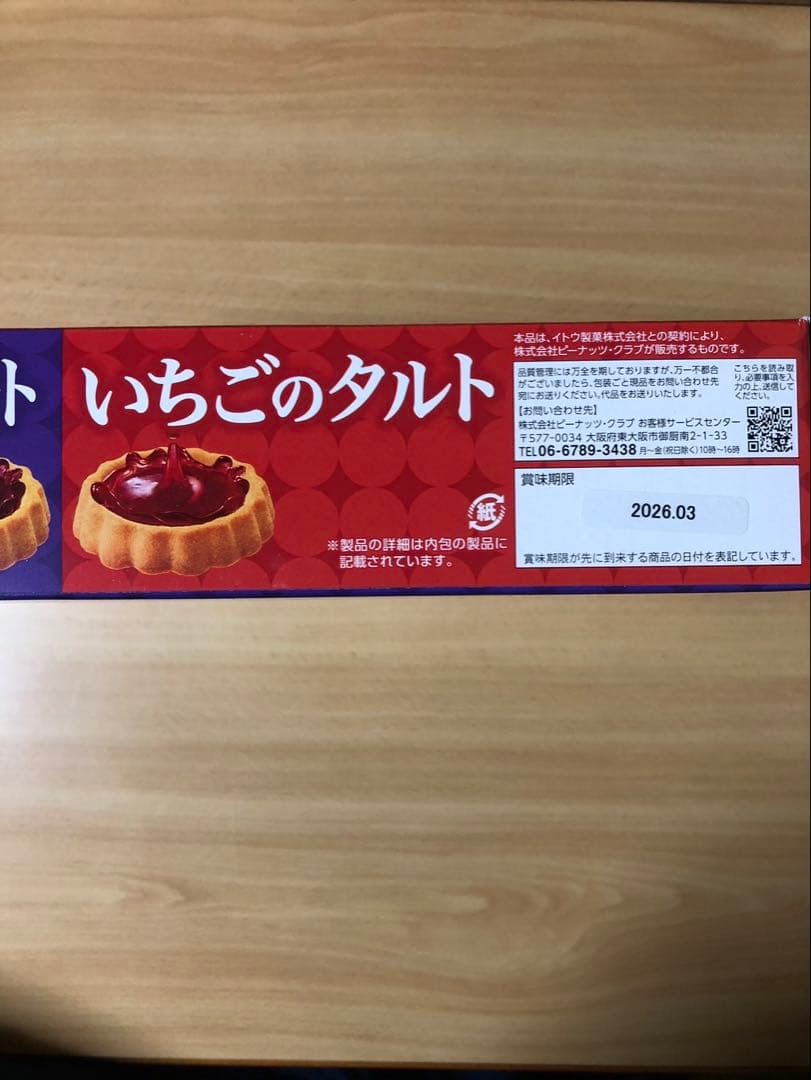 ト
いちごのタルト
紙
※製品の詳細は内包の製品に
記載されています。
本品は、イトウ製菓株式会社との契約により、
株式会社ピーナッツ・クラブが販売するものです。
品質管理には万全を期しておりますが、万一不都合
がございましたら、包装ごと現品をお問い合わせ先
宛にお送りください。代品をお送りいたします。
【お問い合わせ先】
株式会社ピーナッツ・クラブ お客様サービスセンター
〒577-0034 大阪府東大阪市御厨南2-1-33
TEL06-6789-3438 月~金(祝日除く)10時~16時
こちらを読み取
り、必要事項を入
力の上、送信して
ください。
賞味期限
2026.03
賞味期限が先に到来する商品の日付を表記しています。